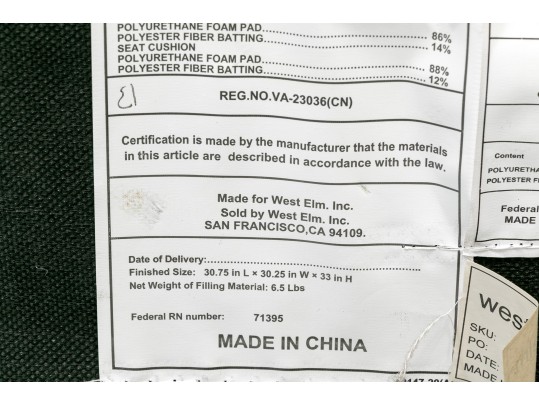 POLYURETHANE FOAM PAD
POLYESTER FIBER BATTING..........86%
SEAT CUSHION 14%
POLYURETHANE FOAM PAD
POLYESTER FIBER BATTING..........88%
12%
REG.NO.VA-23036(CN)
Certification is made by the manufacturer that the materials
in this article are described in accordance with the law.
Made for West Elm. Inc.
Sold by West Elm. Inc.
SAN FRANCISCO,CA 94109.
Date of Delivery:..........
Finished Size: 30.75 in L × 30.25 in W × 33 in H
Net Weight of Filling Material: 6.5 Lbs
Federal RN number: 71395
MADE IN CHINA
Content
POLYURETHA
POLYESTER FI
Federal
MADE
wes
SKU:
PO:
DATE:
MADE